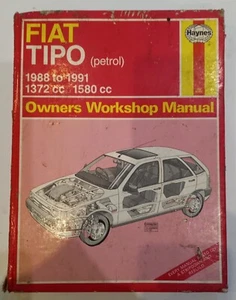 FIAT
Haynes
TIPO (petrol)
1988 to 1991
1372 cc 1580 cc
Owners Workshop Manual